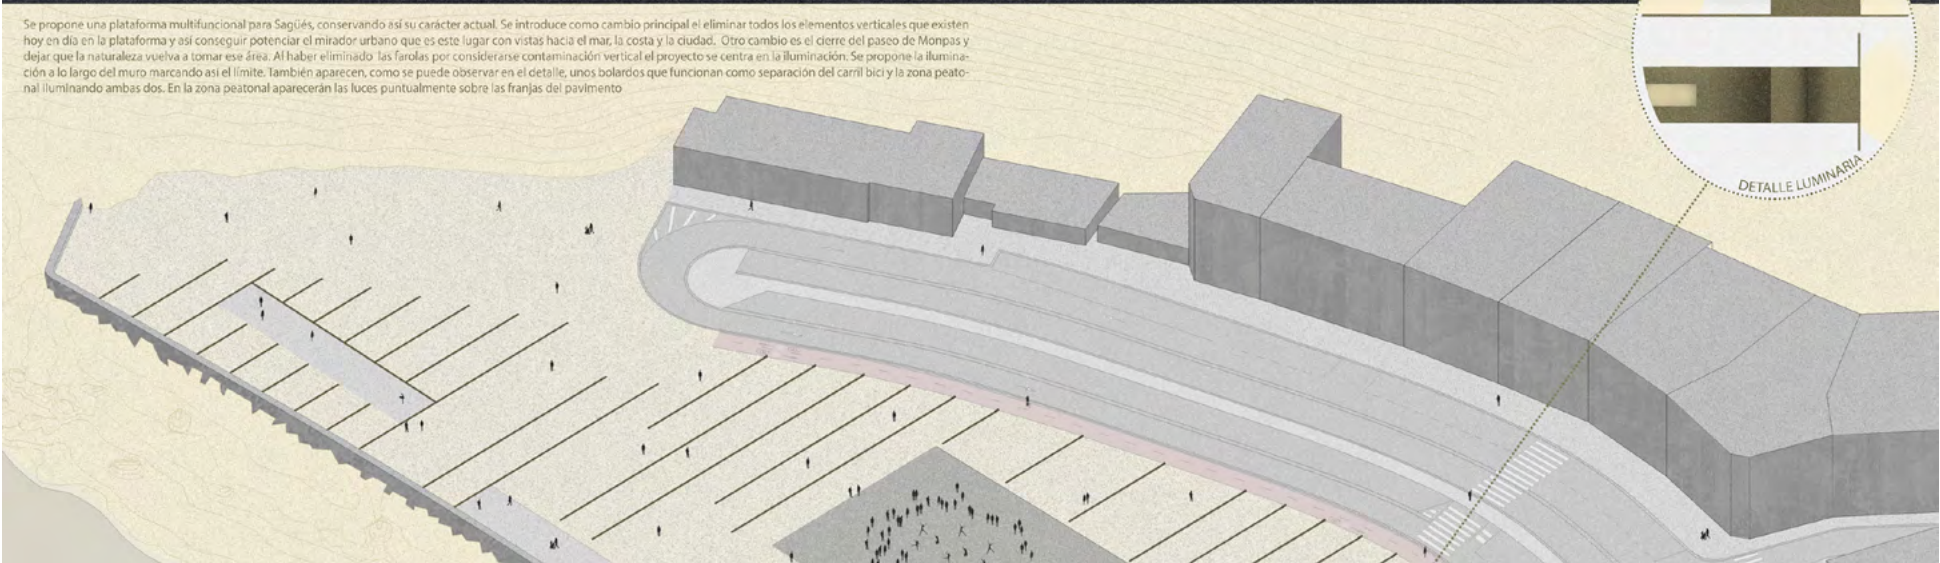 Se propone una plataforma multifuncional para Sagüés, conservando así su carácter actual. Se introduce como cambio principal el eliminar todos los elementos verticales que existen
hoy en día en la plataforma y así conseguir potenciar el mirador urbano que es este lugar con vistas hacia el mar, la costa y la ciudad. Otro cambio es el cierre del paseo de Monpas y
dejar que la naturaleza vuelva a tomar ese área. Al haber eliminado las farolas por considerarse contaminación vertical el proyecto se centra en la iluminación. Se propone la ilumina-
ción a lo largo del muro marcando así el límite. También aparecen, como se puede observar en el detalle, unos bolardos que funcionan como separación del carril bici y la zona peato-
nal iluminando ambas dos. En la zona peatonal aparecerán las luces puntualmente sobre las franjas del pavimento
DETALLE LUMINARIA